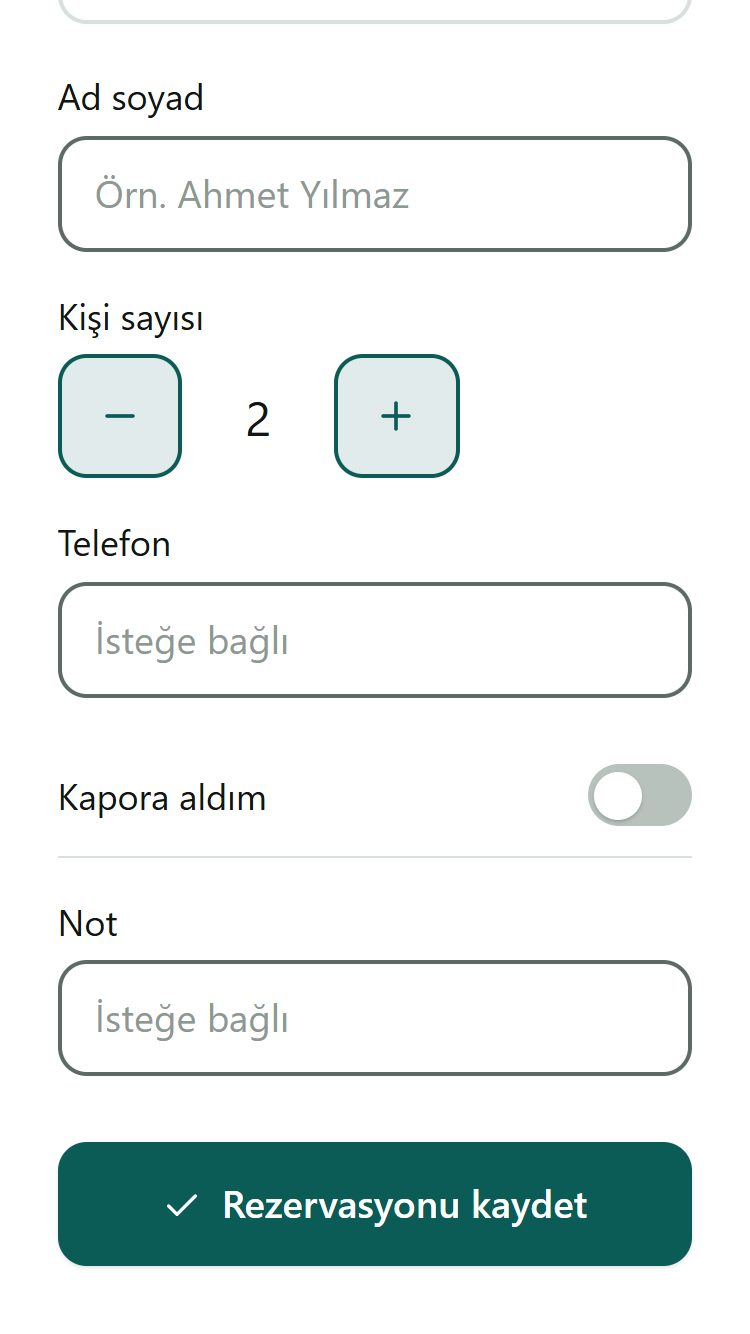 Ad soyad
Örn. Ahmet Yılmaz
Kişi sayısı
2
Telefon
İsteğe bağlı
Kapora aldım
Not
İsteğe bağlı
Rezervasyonu kaydet